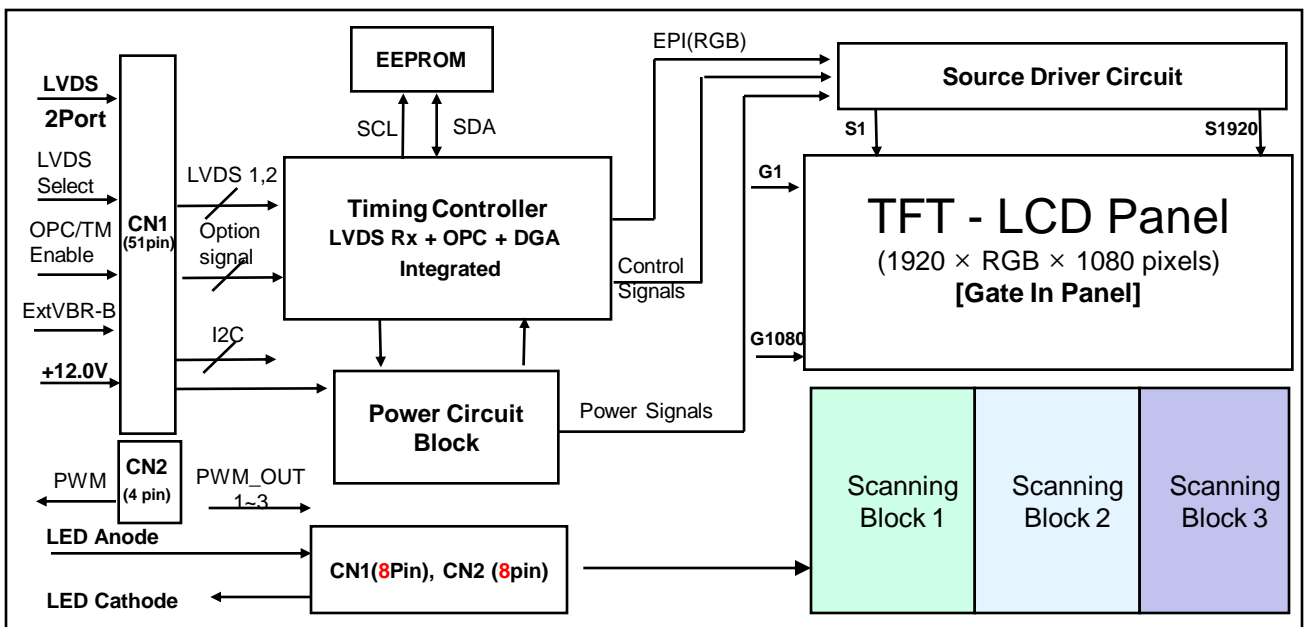 EEPROM
EPI(RGB)
Source Driver Circuit
LVDS
2Port
SCL
SDA
S1
S1920
LVDS
Select
LVDS 1,2
G1
CN1
(51pin)
Timing Controller
LVDS Rx + OPC + DGA
Integrated
TFT - LCD Panel
(1920 × RGB × 1080 pixels)
[Gate In Panel]
OPC/TM
Enable
Option
signal
Control
Signals
ExtVBR-B
I2C
G1080
+12.0V
Power Circuit
Block
Power Signals
CN2
(4 pin)
PWM
PWM_OUT
1~3
Scanning
Block 1
Scanning
Block 2
Scanning
Block 3
LED Anode
CN1(8Pin), CN2 (8pin)
LED Cathode